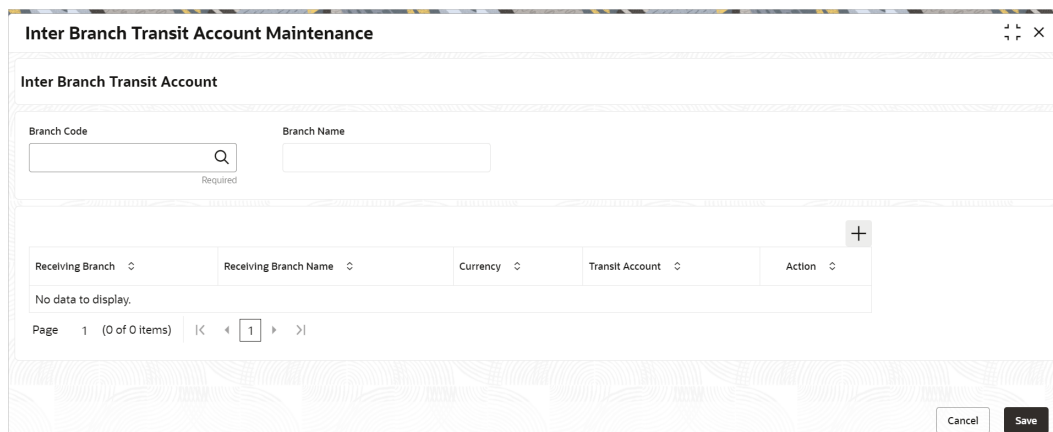 Inter Branch Transit Account Maintenance
Inter Branch Transit Account
Branch Code Branch Name
Required
Receiving Branch Receiving Branch Name Currency Transit Account Action
No data to display.
Page 1 (0 of 0 items) 1
Cancel Save